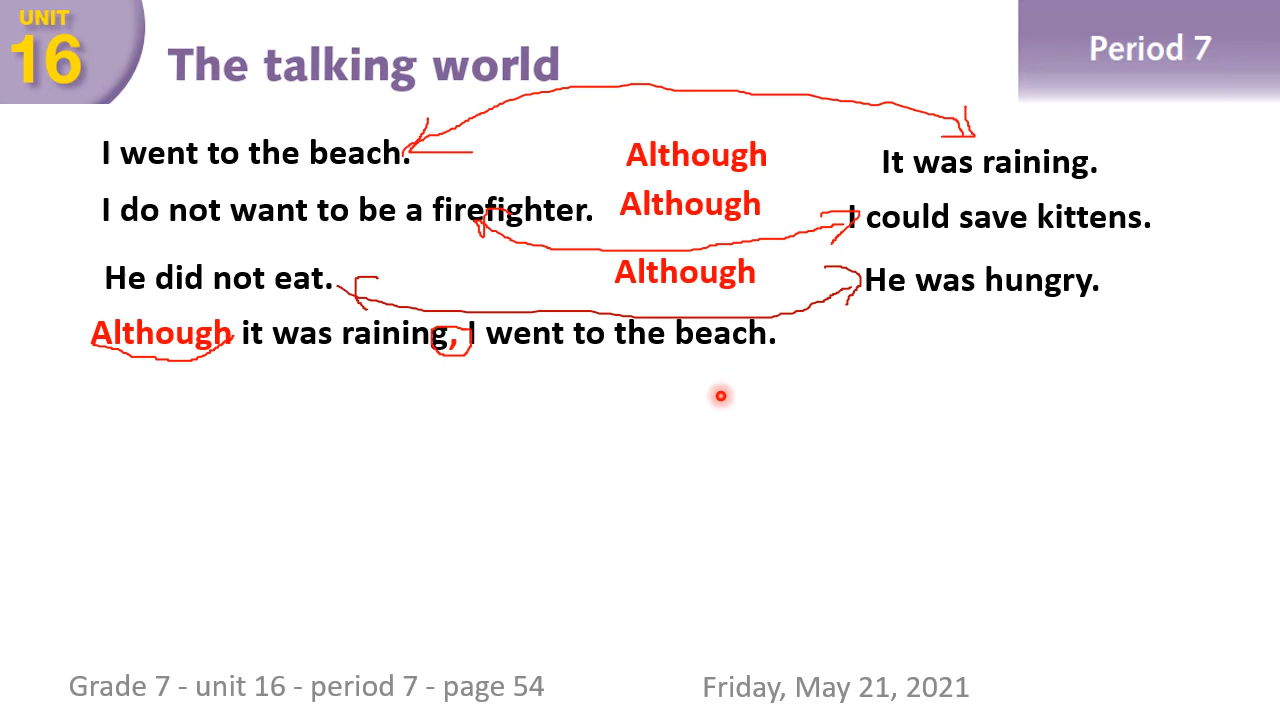 UNIT
16
The talking world
Period 7
I went to the beach. Although It was raining.
I do not want to be a firefighter. Although I could save kittens.
He did not eat. Although He was hungry.
Although it was raining, I went to the beach.
Grade 7 - unit 16 - period 7 - page 54
Friday, May 21, 2021